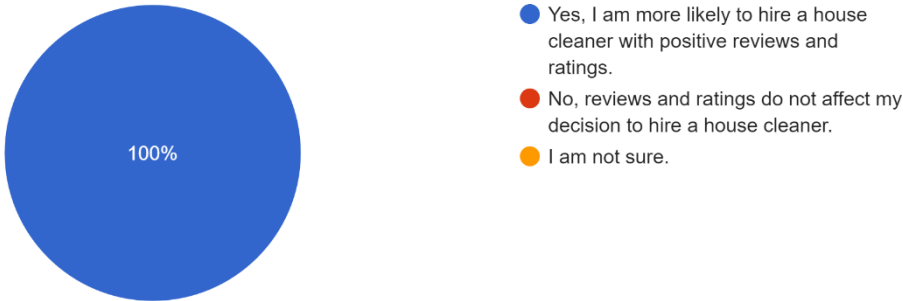 100%
Yes, I am more likely to hire a house
cleaner with positive reviews and
ratings.
No, reviews and ratings do not affect my
decision to hire a house cleaner.
I am not sure.